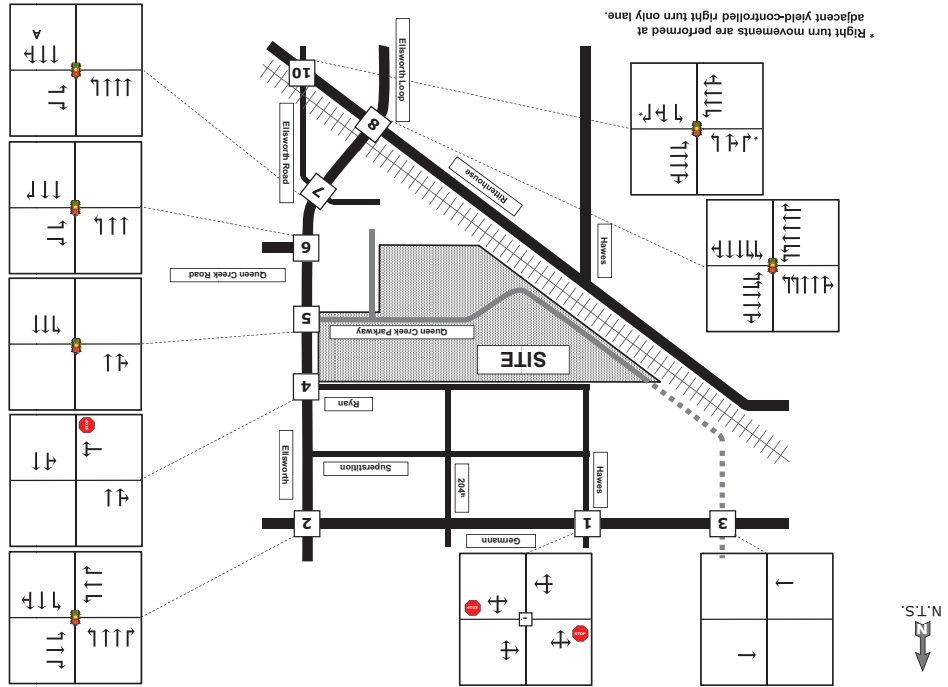 N
N.T.S.
STOP
STOP
Germann
3
1
2
Hawes
204th
Superstition
Ellsworth
STOP
Ryan
4
SITE
Queen Creek Parkway
5
Queen Creek Road
6
Hawes
Rittenhouse
7
Ellsworth Road
8
Ellsworth Loop
10
A
* Right turn movements are performed at
adjacent yield-controlled right turn only lane.